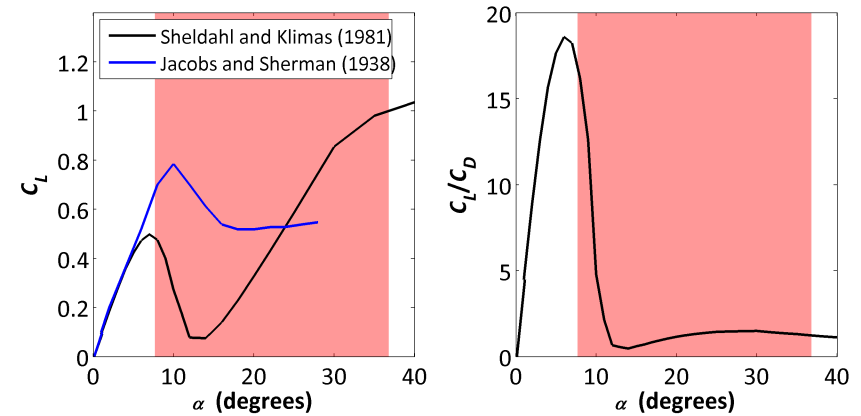 Sheldahl and Klimas (1981)
Jacobs and Sherman (1938)
1.2
1
0.8
0.6
0.4
0.2
0
C_L
0 10 20 30 40
α (degrees)
20
15
10
5
0
C_L/C_D
0 10 20 30 40
α (degrees)